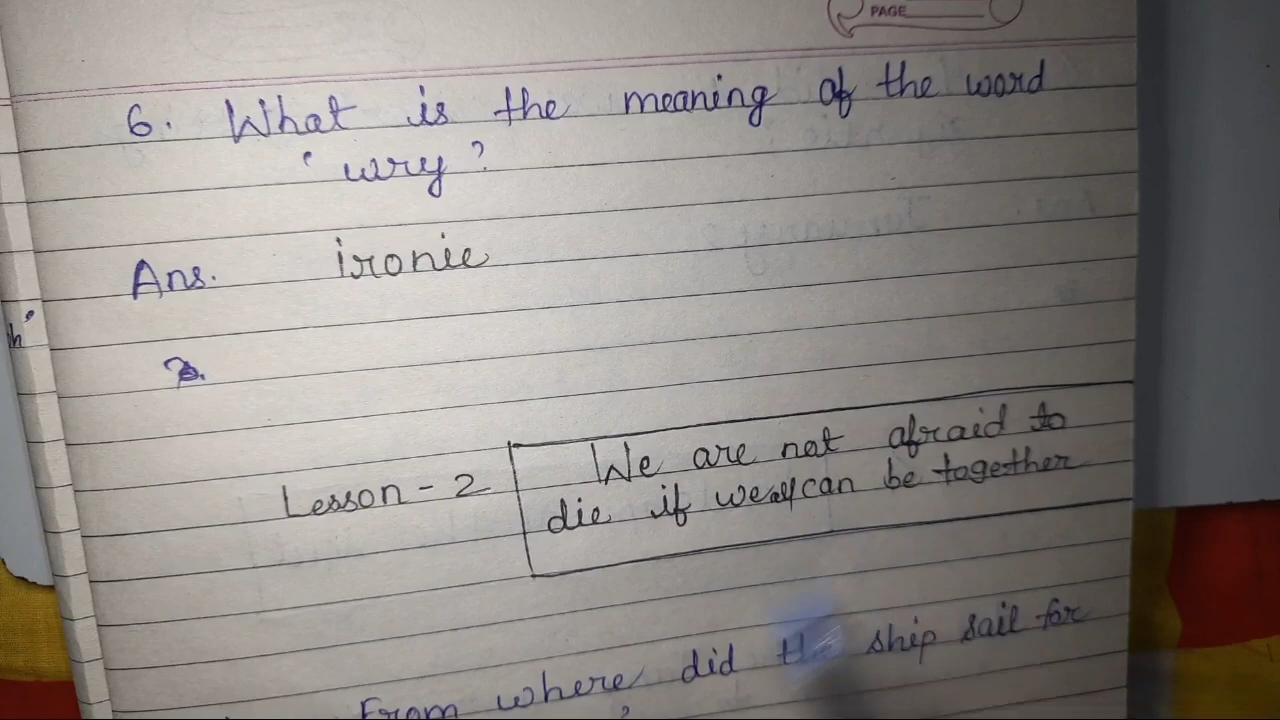 PAGE
6. What is the meaning of the word
' wry ?
Ans. ironic
Lesson - 2
We are not afraid to
die if we all can be together
From where did the ship sail for
?